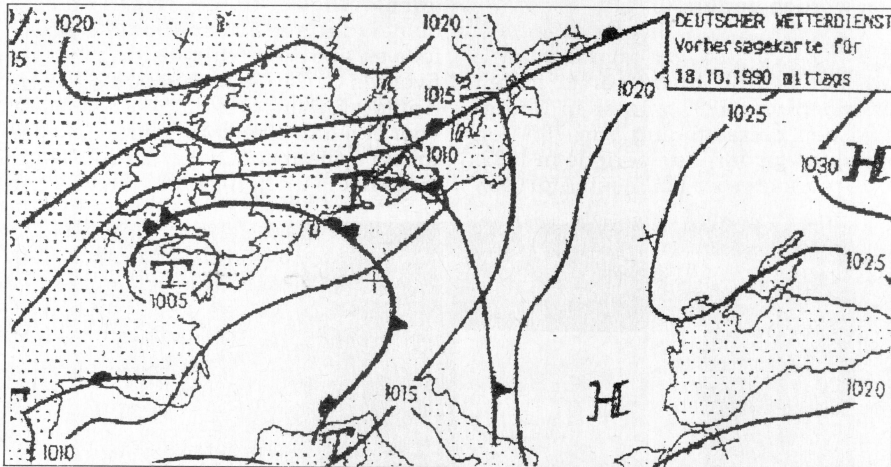 DEUTSCHER WETTERDIENST
Vorhersagekarte für
18.10.1990 mittags
1020
1020
1015
1020
1025
1030 H
1010
15
T
1005
1025
T
1015
H
1020
1010
T